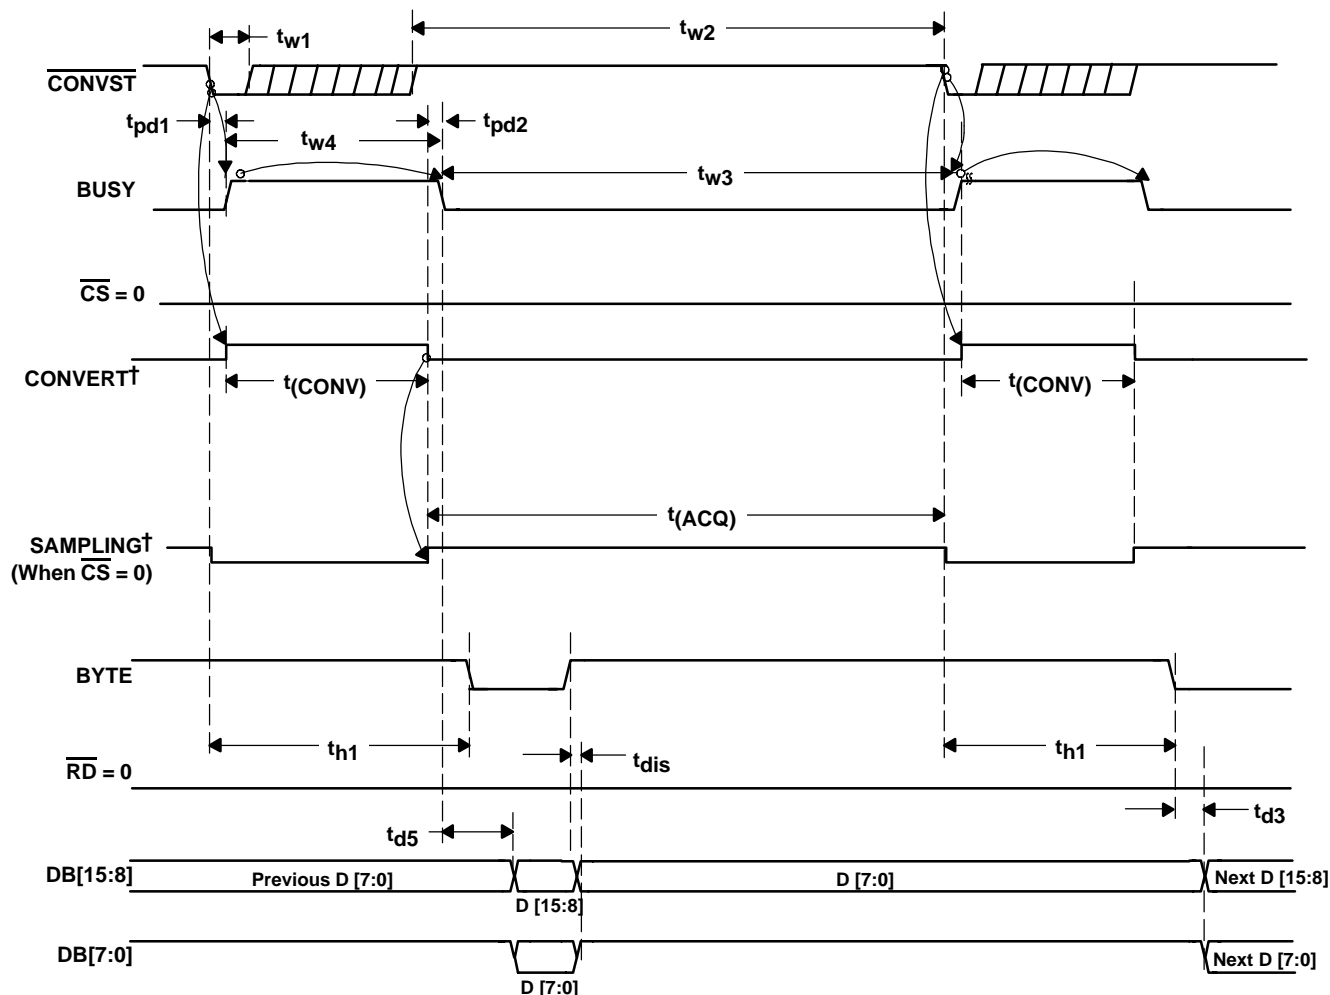 tw1
tw2
CONVST
tpd1
tw4
tpd2
BUSY
tw3
CS = 0
CONVERT†
t(CONV)
t(CONV)
t(ACQ)
SAMPLING†
(When CS = 0)
BYTE
th1
tdis
th1
RD = 0
td5
td3
DB[15:8]
Previous D [7:0]
D [15:8]
D [7:0]
Next D [15:8]
DB[7:0]
D [7:0]
Next D [7:0]